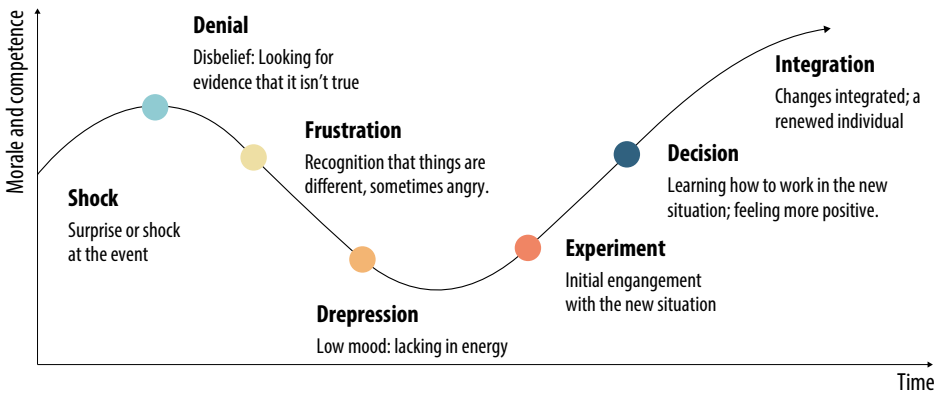 Morale and competence
Shock
Surprise or shock
at the event
Denial
Disbelief: Looking for
evidence that it isn't true
Frustration
Recognition that things are
different, sometimes angry.
Drepression
Low mood: lacking in energy
Experiment
Initial engangement
with the new situation
Decision
Learning how to work in the new
situation; feeling more positive.
Integration
Changes integrated; a
renewed individual
Time